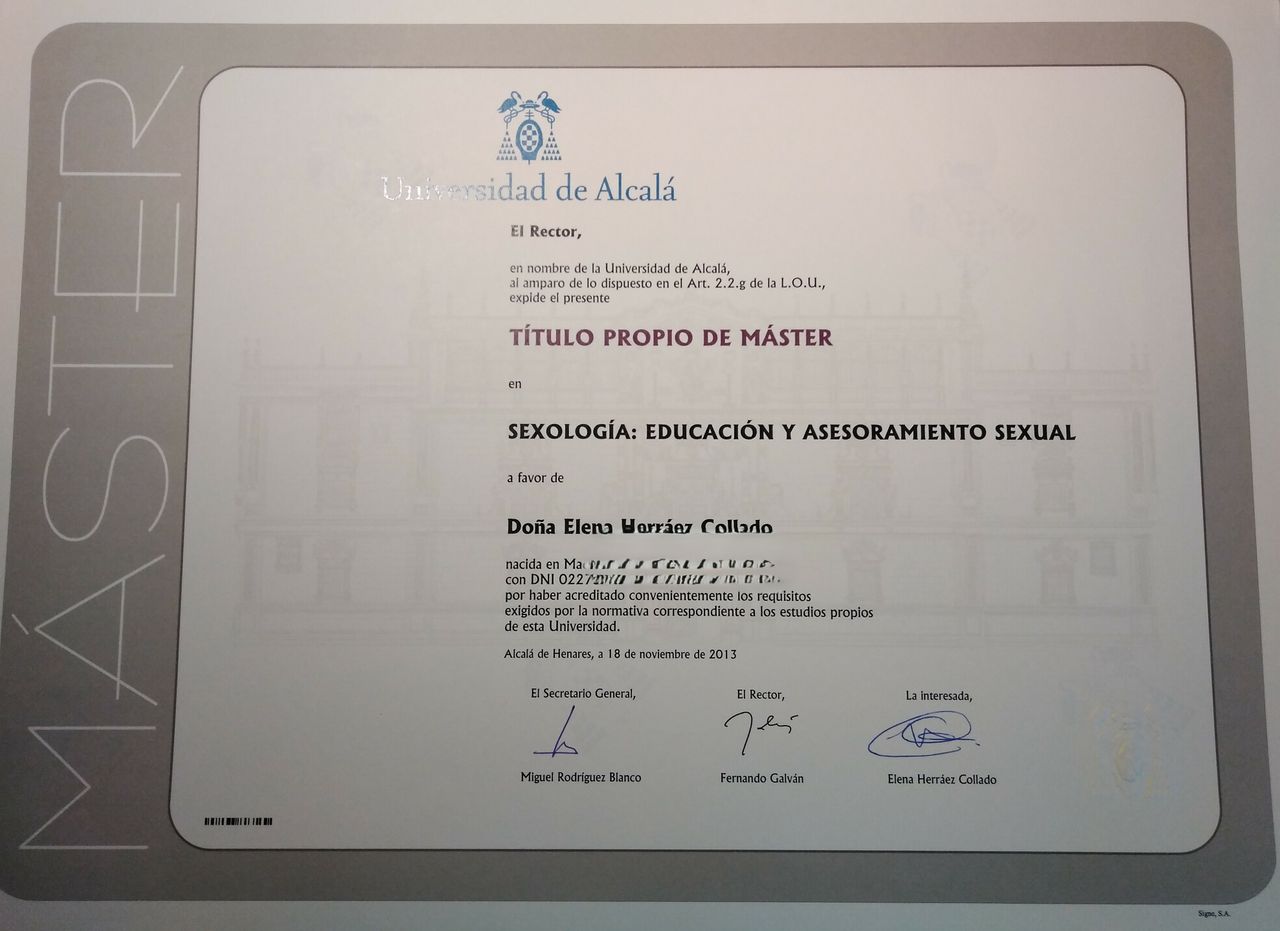 MÁSTER
Universidad de Alcalá
El Rector,
en nombre de la Universidad de Alcalá,
al amparo de lo dispuesto en el Art. 2.2.g de la L.O.U.,
expide el presente
TÍTULO PROPIO DE MÁSTER
en
SEXOLOGÍA: EDUCACIÓN Y ASESORAMIENTO SEXUAL
a favor de
Doña Elena Herráez Collado
nacida en
con DNI
por haber acreditado convenientemente los requisitos
exigidos por la normativa correspondiente a los estudios propios
de esta Universidad.
Alcalá de Henares, a 18 de noviembre de 2013
El Secretario General, El Rector, La interesada,
Miguel Rodríguez Blanco Fernando Galván Elena Herráez Collado
Signe, S.A.